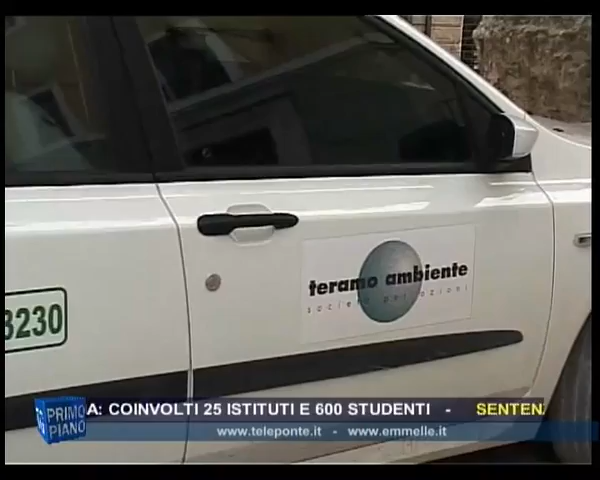 teramo ambiente
società per azioni
3230
PRIMO
PIANO
A: COINVOLTI 25 ISTITUTI E 600 STUDENTI - SENTEN
www.teleponte.it - www.emmelle.it